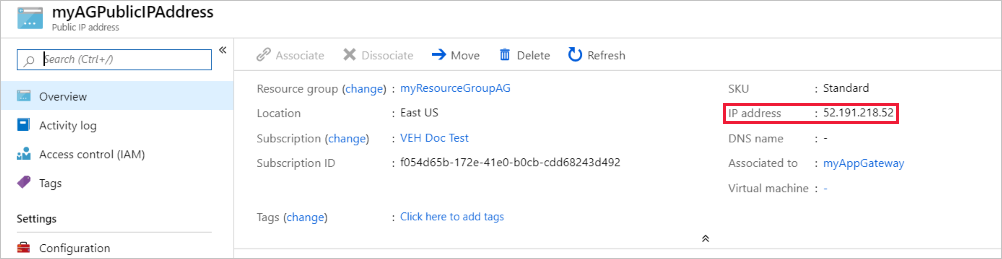 myAGPublicIPAddress
Public IP address
Search (Ctrl+/)
Overview
Activity log
Access control (IAM)
Tags
Settings
Configuration
Associate Dissociate Move Delete Refresh
Resource group (change) : myResourceGroupAG
Location : East US
Subscription (change) : VEH Doc Test
Subscription ID : f054d65b-172e-41e0-b0cb-cdd68243d492
Tags (change) : Click here to add tags
SKU : Standard
IP address : 52.191.218.52
DNS name : -
Associated to : myAppGateway
Virtual machine : -